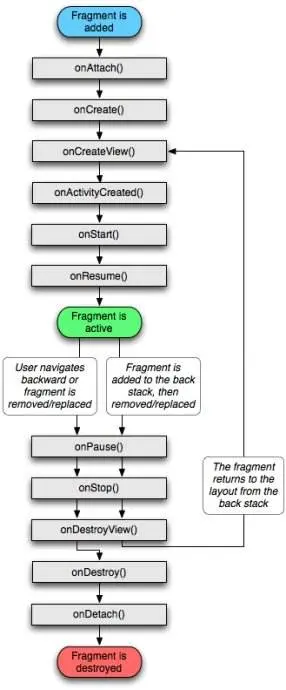 Fragment is
added
onAttach()
onCreate()
onCreateView()
onActivityCreated()
onStart()
onResume()
Fragment is
active
User navigates
backward or
fragment is
removed/replaced
Fragment is
added to the back
stack, then
removed/replaced
onPause()
onStop()
The fragment
returns to the
layout from the
back stack
onDestroyView()
onDestroy()
onDetach()
Fragment is
destroyed